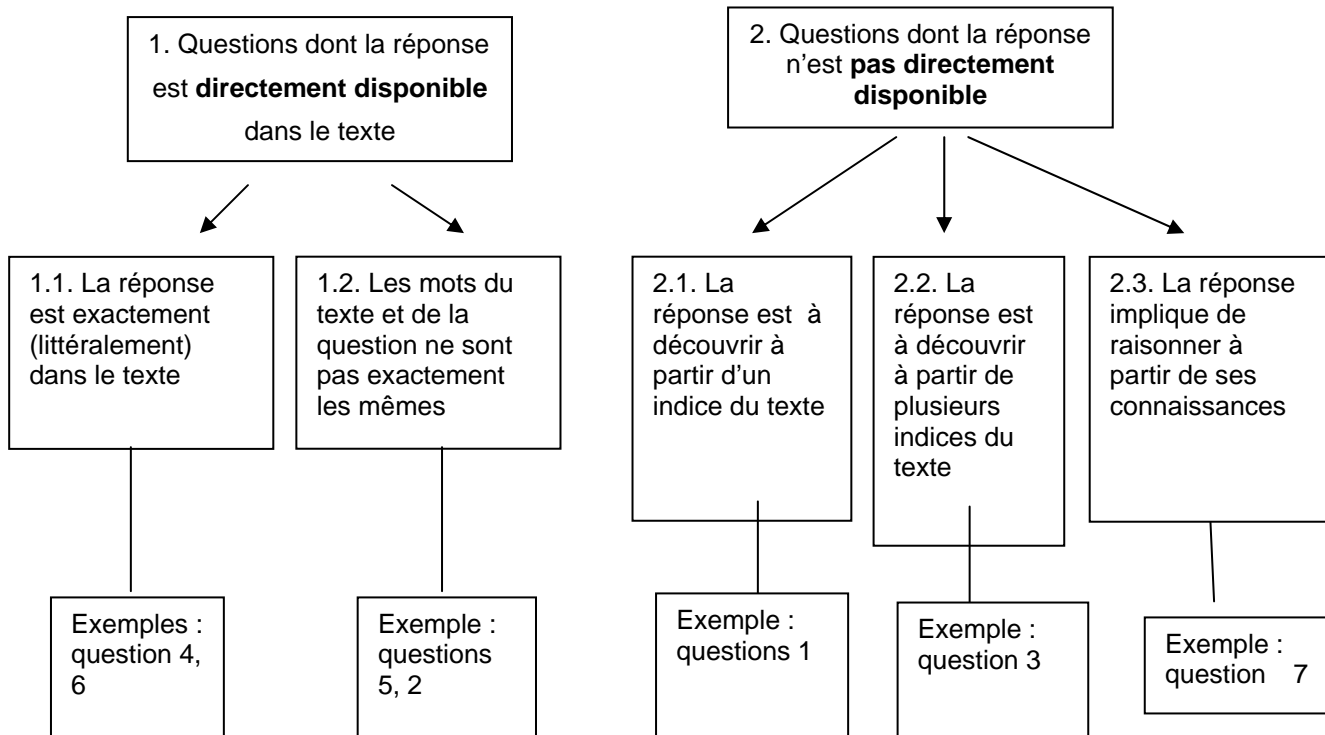 1. Questions dont la réponse
est directement disponible
dans le texte
2. Questions dont la réponse
n’est pas directement
disponible
1.1. La réponse
est exactement
(littéralement)
dans le texte
1.2. Les mots du
texte et de la
question ne sont
pas exactement
les mêmes
2.1. La
réponse est à
découvrir à
partir d’un
indice du texte
2.2. La
réponse est
à découvrir
à partir de
plusieurs
indices du
texte
2.3. La réponse
implique de
raisonner à
partir de ses
connaissances
Exemples :
question 4,
6
Exemple :
questions
5, 2
Exemple :
questions 1
Exemple :
question 3
Exemple :
question 7